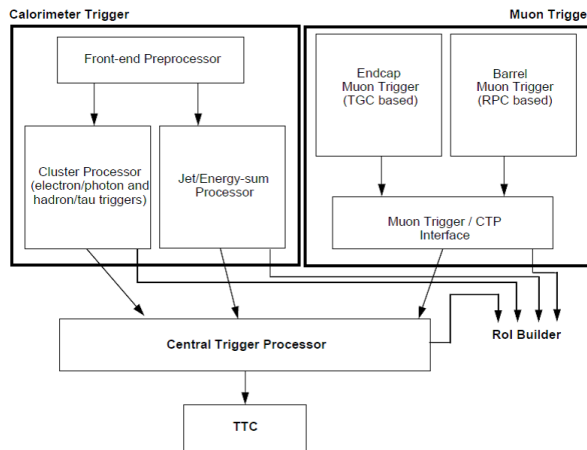 Calorimeter Trigger
Muon Trigge
Front-end Preprocessor
Endcap
Muon Trigger
(TGC based)
Barrel
Muon Trigger
(RPC based)
Cluster Processor
(electron/photon and
hadron/tau triggers)
Jet/Energy-sum
Processor
Muon Trigger / CTP
Interface
Central Trigger Processor
RoI Builder
TTC